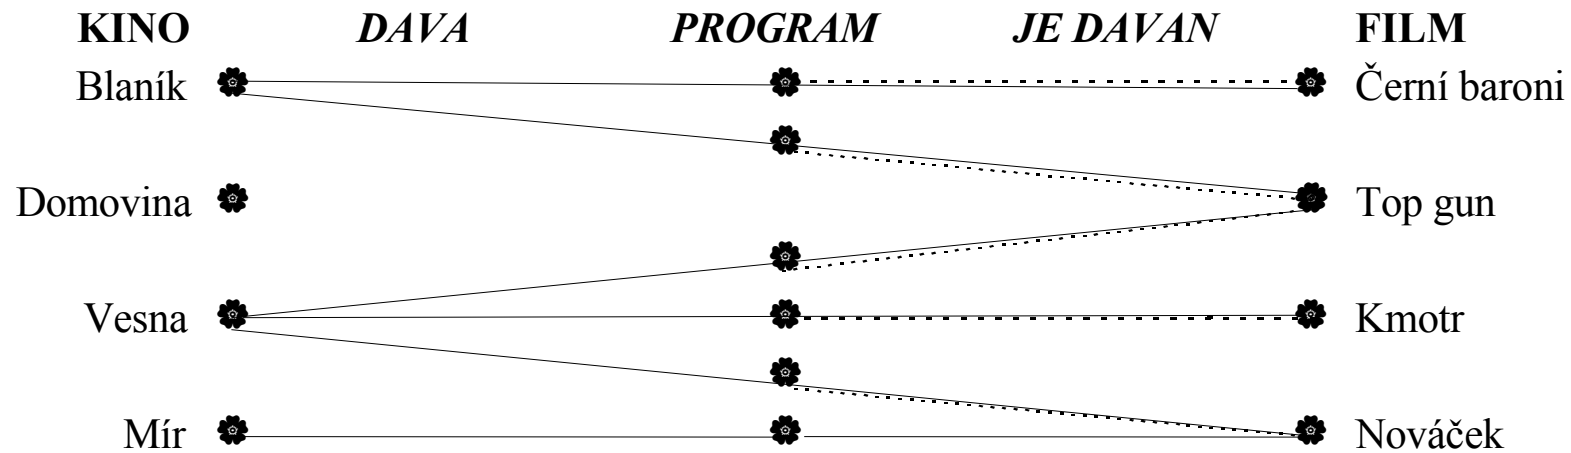 KINO DAVA PROGRAM JE DAVAN FILM
Blaník Černí baroni
Domovina Top gun
Vesna Kmotr
Mír Nováček